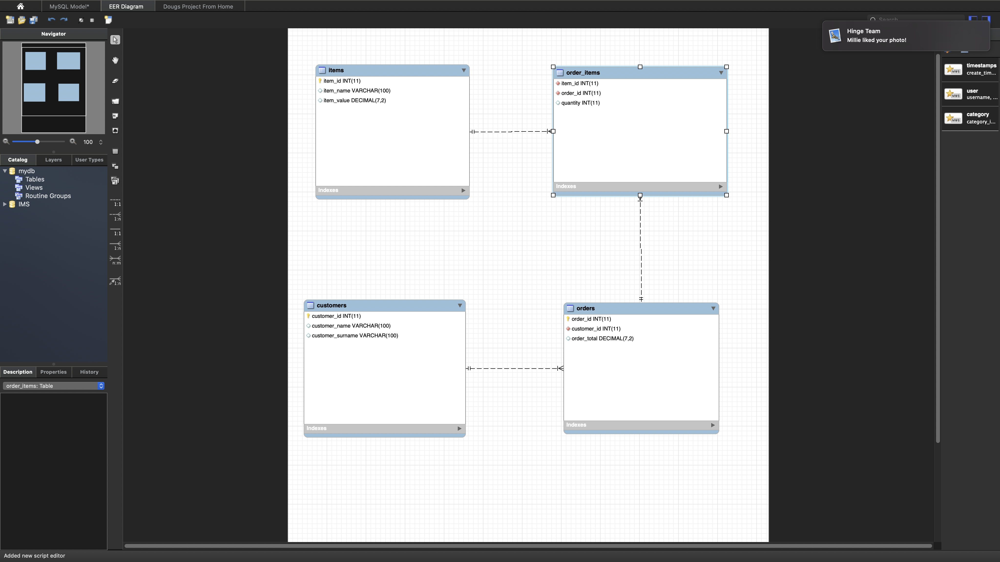 MySQL Model*
EER Diagram
Dougs Project From Home
Search
Hinge Team
Millie liked your photo!
Navigator
100
Catalog
Layers
User Types
mydb
Tables
Views
Routine Groups
IMS
Description
Properties
History
order_items: Table
1:1
1:n
1:1
1:n
n:m
1:n
items
item_id INT(11)
item_name VARCHAR(100)
item_value DECIMAL(7,2)
Indexes
order_items
item_id INT(11)
order_id INT(11)
quantity INT(11)
Indexes
customers
customer_id INT(11)
customer_name VARCHAR(100)
customer_surname VARCHAR(100)
Indexes
orders
order_id INT(11)
customer_id INT(11)
order_total DECIMAL(7,2)
Indexes
MWB
timestamps
create_tim...
MWB
user
username, ...
MWB
category
category_i...
Added new script editor